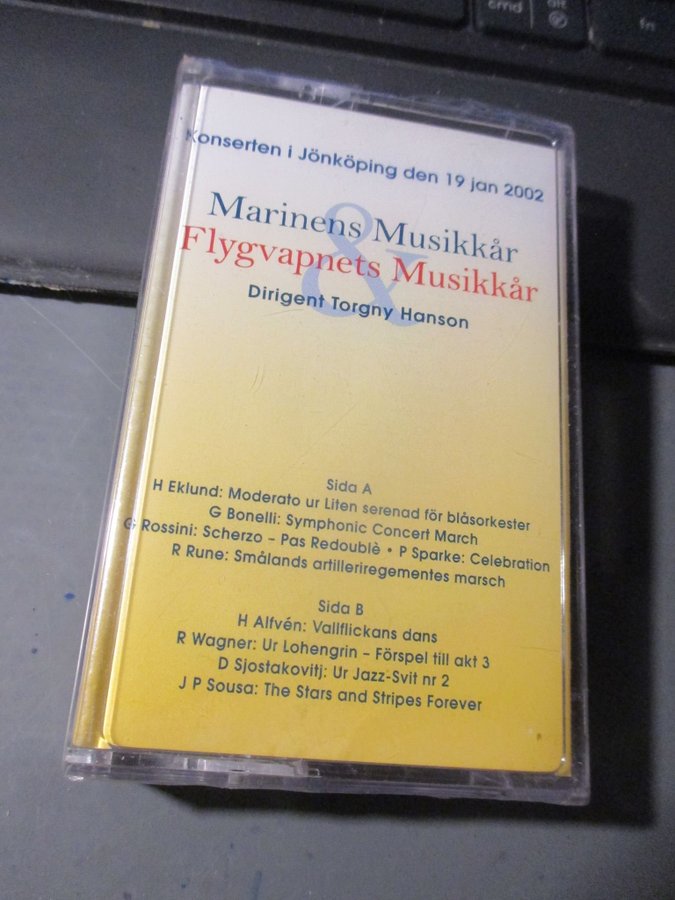 cmd
alt
fn
Konserten i Jönköping den 19 jan 2002
&
Marinens Musikkår
Flygvapnets Musikkår
Dirigent Torgny Hanson
Sida A
H Eklund: Moderato ur Liten serenad för blåsorkester
G Bonelli: Symphonic Concert March
G Rossini: Scherzo – Pas Redoublè • P Sparke: Celebration
R Rune: Smålands artilleriregementes marsch
Sida B
H Alfvén: Vallflickans dans
R Wagner: Ur Lohengrin – Förspel till akt 3
D Sjostakovitj: Ur Jazz-Svit nr 2
J P Sousa: The Stars and Stripes Forever